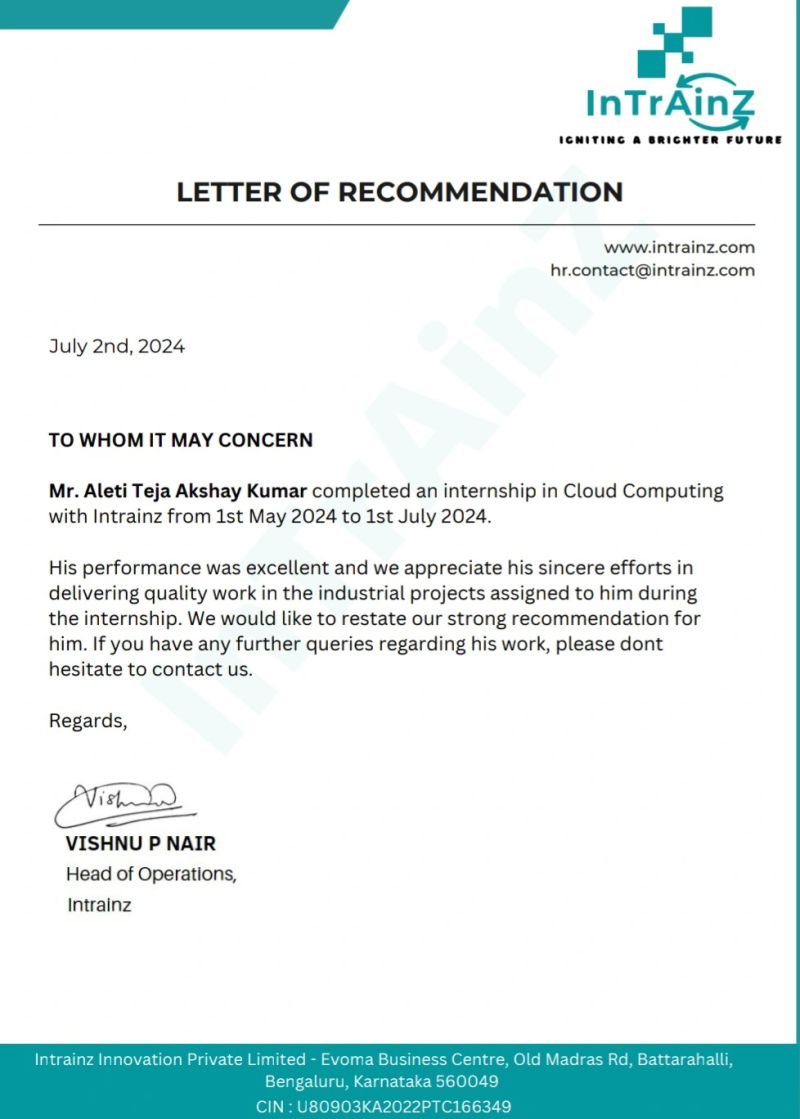 InTrAinZ
IGNITING A BRIGHTER FUTURE
LETTER OF RECOMMENDATION
www.intrainz.com
hr.contact@intrainz.com
July 2nd, 2024
TO WHOM IT MAY CONCERN
Mr. Aleti Teja Akshay Kumar completed an internship in Cloud Computing
with Intrainz from 1st May 2024 to 1st July 2024.
His performance was excellent and we appreciate his sincere efforts in
delivering quality work in the industrial projects assigned to him during
the internship. We would like to restate our strong recommendation for
him. If you have any further queries regarding his work, please dont
hesitate to contact us.
Regards,
Vishnu
VISHNU P NAIR
Head of Operations,
Intrainz
InTrAinZ
Intrainz Innovation Private Limited - Evoma Business Centre, Old Madras Rd, Battarahalli,
Bengaluru, Karnataka 560049
CIN : U80903KA2022PTC166349